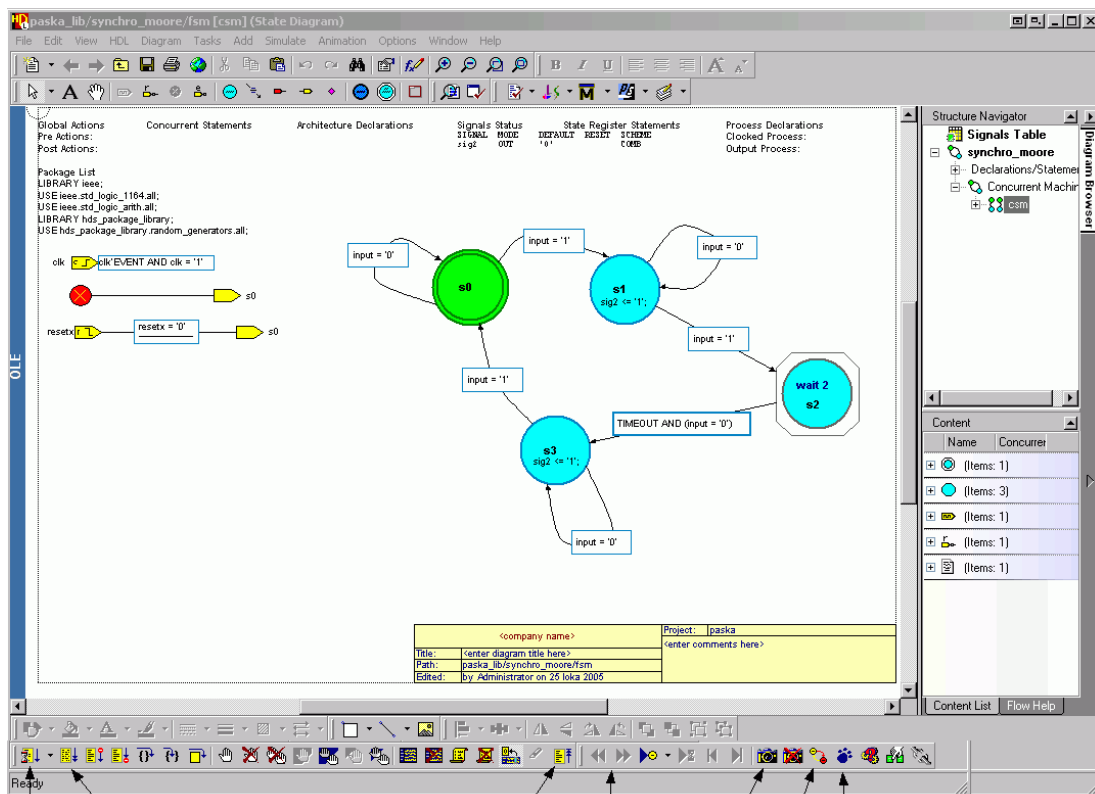 paska_lib/synchro_moore/fsm [csm] (State Diagram)
File Edit View HDL Diagram Tasks Add Simulate Animation Options Window Help
B I U
A
Global Actions Concurrent Statements Architecture Declarations Signals Status State Register Statements Process Declarations
Pre Actions: SIGNAL MODE DEFAULT RESET SCHEME Clocked Process:
Post Actions: sig2 OUT '0' COMB Output Process:
Package List
LIBRARY ieee;
USE ieee.std_logic_1164.all;
USE ieee.std_logic_arith.all;
LIBRARY hds_package_library;
USE hds_package_library.random_generators.all;
clk clk'EVENT AND clk = '1'
s0
resetx resetx = '0' s0
input = '0'
s0
input = '1'
s1
sig2 <= '1';
input = '0'
input = '1'
wait 2
s2
TIMEOUT AND (input = '0')
input = '1'
s3
sig2 <= '1';
input = '0'
OLE
<company name>
Title: <enter diagram title here>
Path: paska_lib/synchro_moore/fsm
Edited: by Administrator on 25 loka 2005
Project: paska
<enter comments here>
Structure Navigator
Signals Table
synchro_moore
Declarations/Statemer
Concurrent Machin
csm
Diagram Browser
Content
Name Concurrer
(Items: 1)
(Items: 3)
(Items: 1)
(Items: 1)
(Items: 1)
Content List Flow Help
Ready